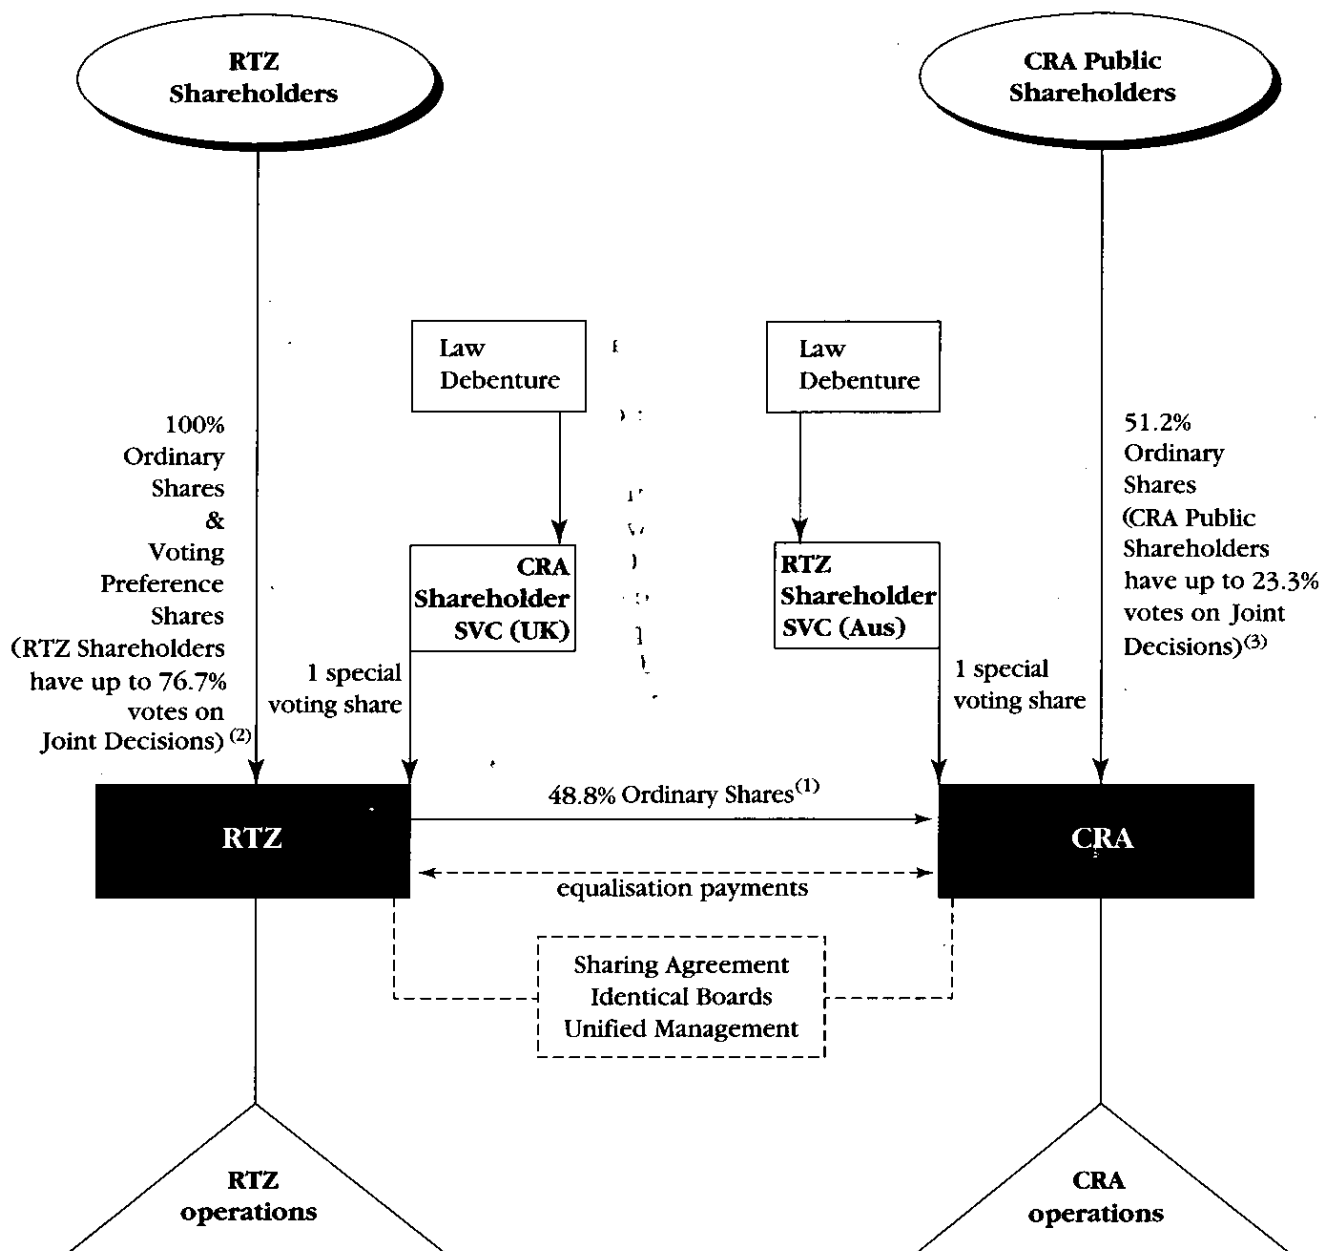 RTZ
Shareholders
CRA Public
Shareholders
Law
Debenture
Law
Debenture
100%
Ordinary
Shares
&
Voting
Preference
Shares
(RTZ Shareholders
have up to 76.7%
votes on
Joint Decisions) (2)
51.2%
Ordinary
Shares
(CRA Public
Shareholders
have up to 23.3%
votes on Joint
Decisions)(3)
CRA
Shareholder
SVC (UK)
RTZ
Shareholder
SVC (Aus)
1 special
voting share
1 special
voting share
48.8% Ordinary Shares(1)
RTZ
CRA
equalisation payments
Sharing Agreement
Identical Boards
Unified Management
RTZ
operations
CRA
operations